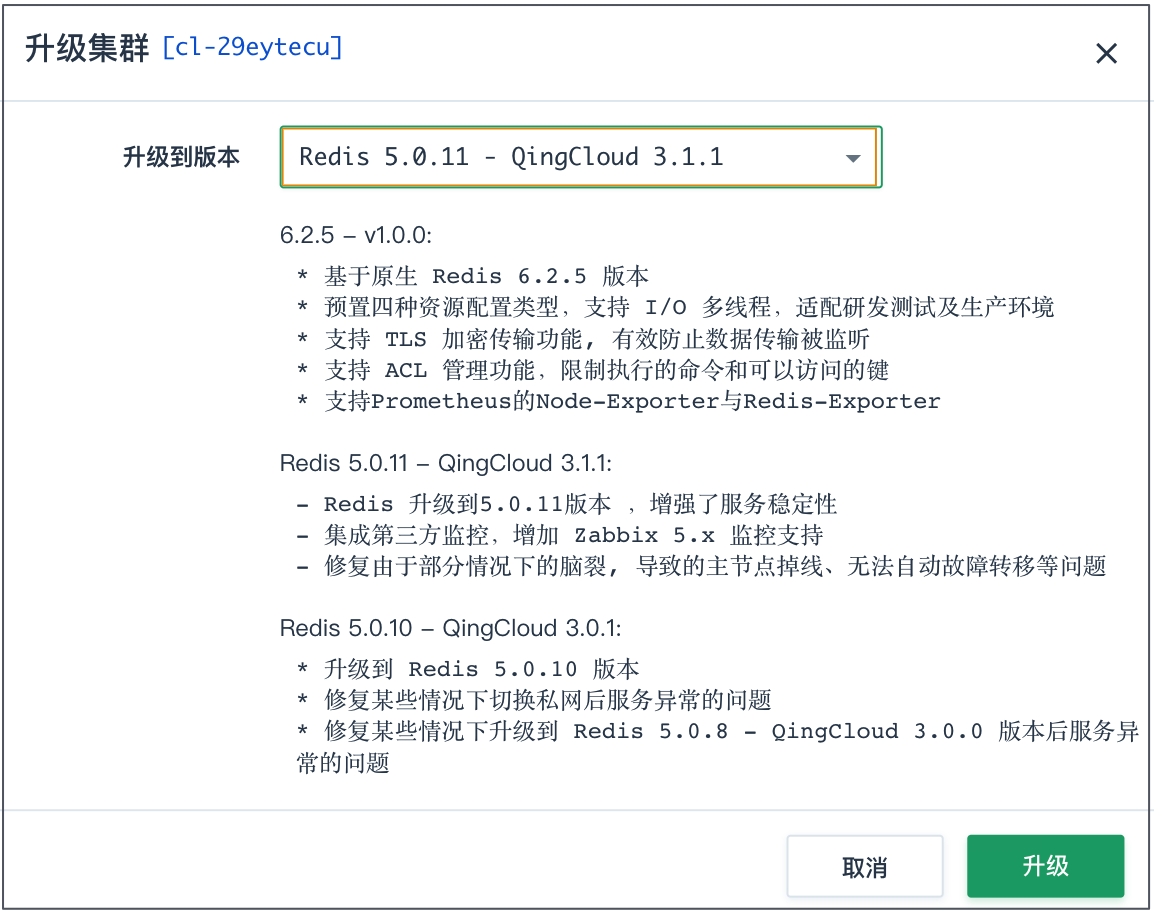 升级集群 [cl-29eytecu]
升级到版本 Redis 5.0.11 - QingCloud 3.1.1
6.2.5 – v1.0.0:
* 基于原生 Redis 6.2.5 版本
* 预置四种资源配置类型，支持 I/O 多线程，适配研发测试及生产环境
* 支持 TLS 加密传输功能, 有效防止数据传输被监听
* 支持 ACL 管理功能，限制执行的命令和可以访问的键
* 支持Prometheus的Node-Exporter与Redis-Exporter
Redis 5.0.11 – QingCloud 3.1.1:
- Redis 升级到5.0.11版本 ，增强了服务稳定性
- 集成第三方监控，增加 Zabbix 5.x 监控支持
- 修复由于部分情况下的脑裂, 导致的主节点掉线、无法自动故障转移等问题
Redis 5.0.10 – QingCloud 3.0.1:
* 升级到 Redis 5.0.10 版本
* 修复某些情况下切换私网后服务异常的问题
* 修复某些情况下升级到 Redis 5.0.8 - QingCloud 3.0.0 版本后服务异
常的问题
取消 升级